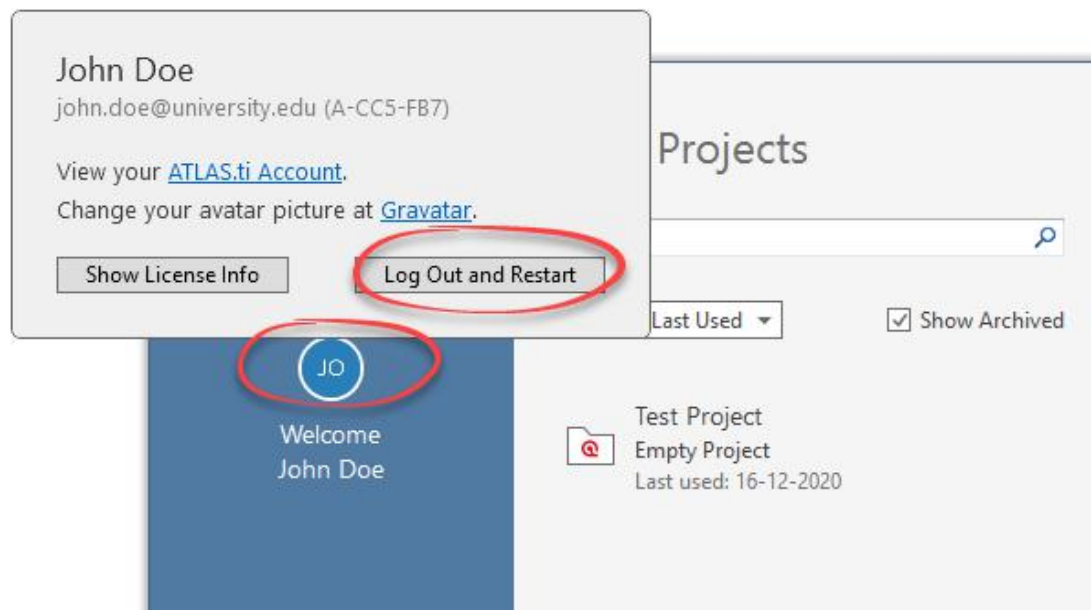 John Doe
john.doe@university.edu (A-CC5-FB7)
View your ATLAS.ti Account.
Change your avatar picture at Gravatar.
Show License Info
Log Out and Restart
JO
Welcome
John Doe
Projects
Last Used
Show Archived
@
Test Project
Empty Project
Last used: 16-12-2020